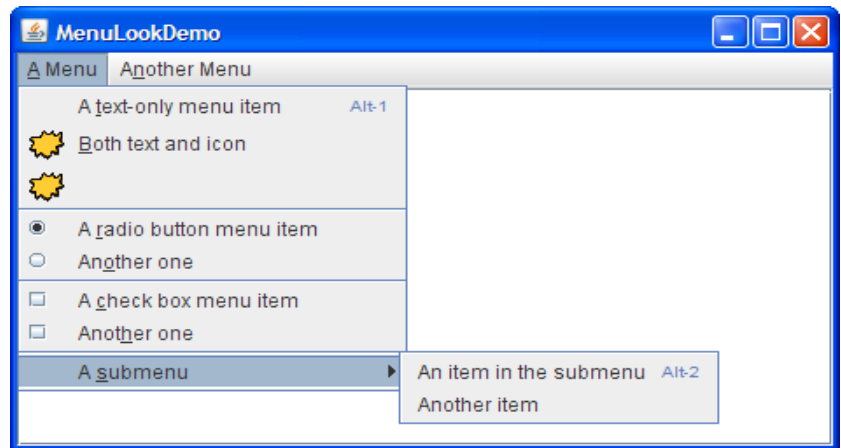 MenuLookDemo
A Menu Another Menu
A text-only menu item Alt-1
Both text and icon
A radio button menu item
Another one
A check box menu item
Another one
A submenu
An item in the submenu Alt-2
Another item